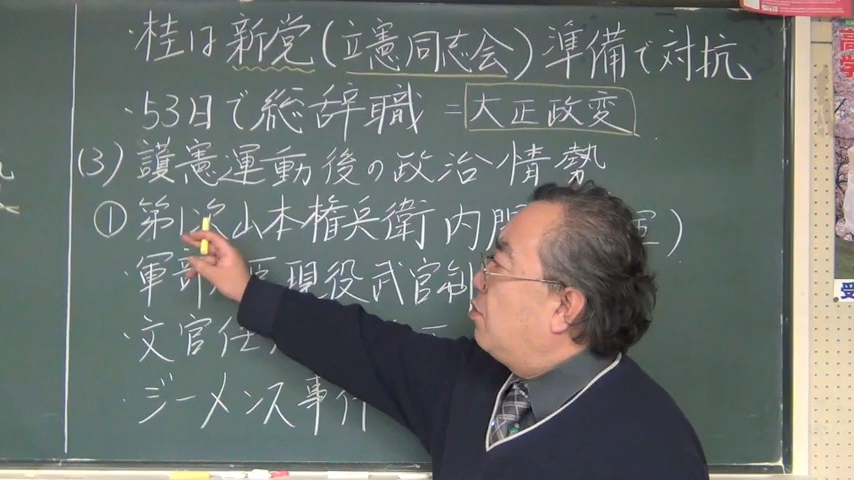 ・桂は新党(立憲同志会)準備で対抗
・53日で総辞職 = 大正政変
(3) 護憲運動後の政治情勢
① 第1次山本権兵衛内閣
・軍部 現役武官制
・文官任
・ジーメンス事件
高
学
受